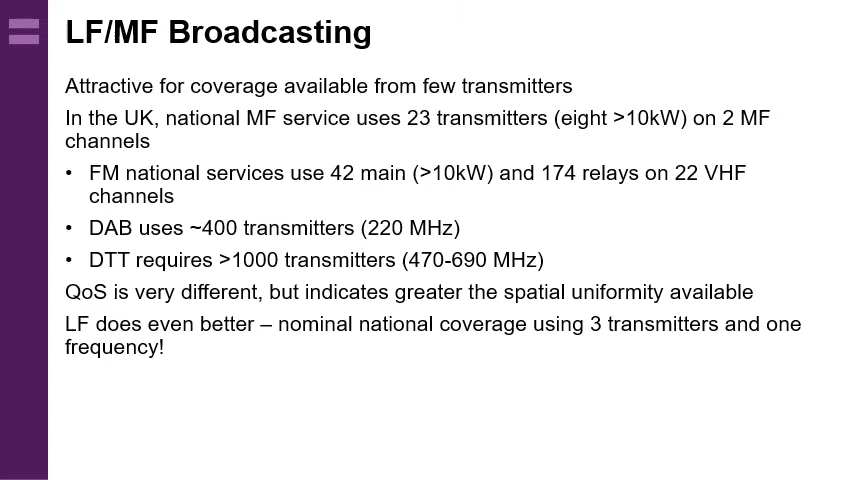 LF/MF Broadcasting
Attractive for coverage available from few transmitters
In the UK, national MF service uses 23 transmitters (eight >10kW) on 2 MF
channels
• FM national services use 42 main (>10kW) and 174 relays on 22 VHF
channels
• DAB uses ~400 transmitters (220 MHz)
• DTT requires >1000 transmitters (470-690 MHz)
QoS is very different, but indicates greater the spatial uniformity available
LF does even better – nominal national coverage using 3 transmitters and one
frequency!